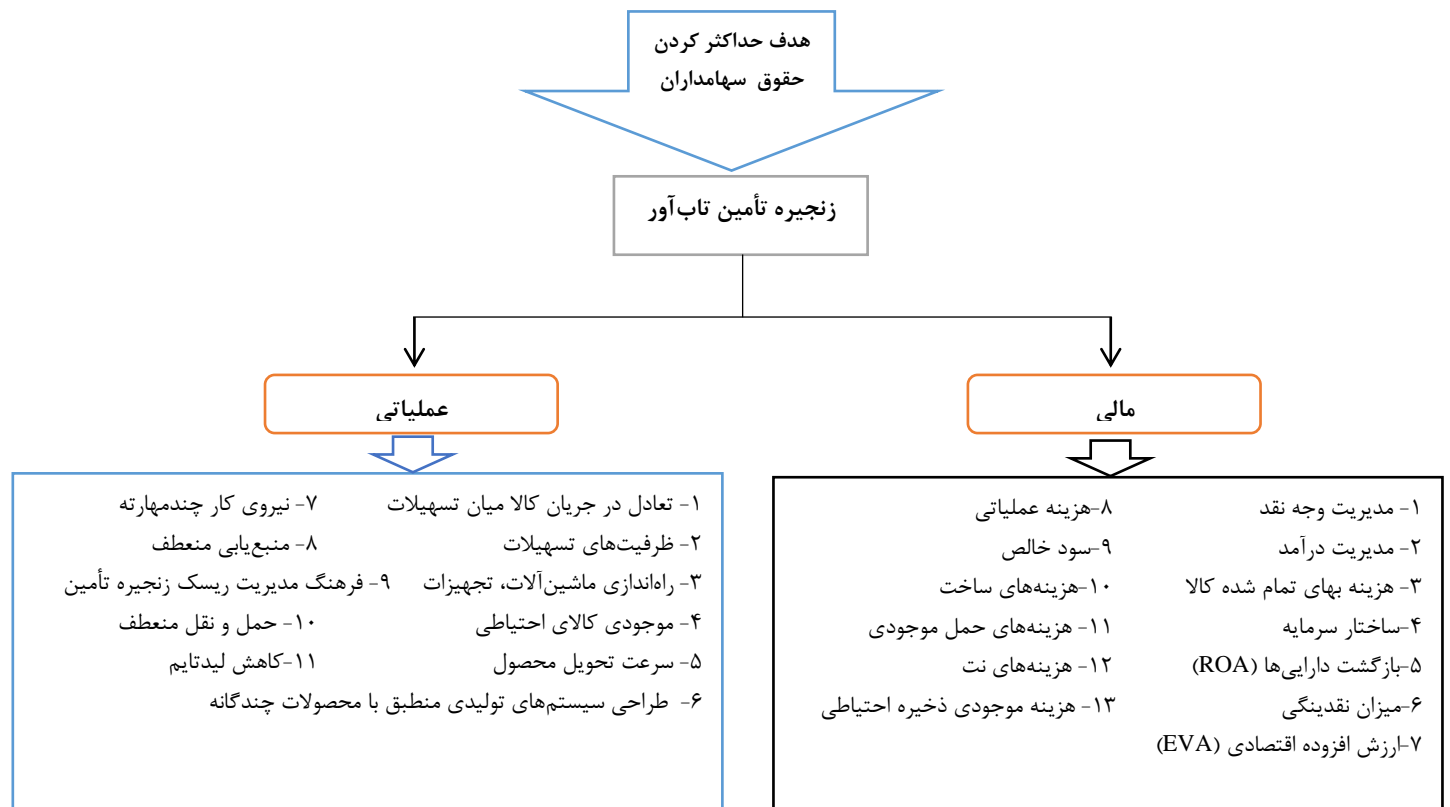 هدف حداکثر کردن
حقوق سهامداران
زنجیره تأمین تاب‌آور
مالی
عملیاتی
۱- مدیریت وجه نقد
۲- مدیریت درآمد
۳- هزینه بهای تمام شده کالا
۴-ساختار سرمایه
۵-بازگشت دارایی‌ها (ROA)
۶-میزان نقدینگی
۷-ارزش افزوده اقتصادی (EVA)
۸-هزینه عملیاتی
۹-سود خالص
۱۰-هزینه‌های ساخت
۱۱- هزینه‌های حمل موجودی
۱۲- هزینه‌های نت
۱۳- هزینه موجودی ذخیره احتیاطی
۱- تعادل در جریان کالا میان تسهیلات
۲- ظرفیت‌های تسهیلات
۳- راه‌اندازی ماشین‌آلات، تجهیزات
۴- موجودی کالای احتیاطی
۵- سرعت تحویل محصول
۶- طراحی سیستم‌های تولیدی منطبق با محصولات چندگانه
۷- نیروی کار چندمهارته
۸- منبع‌یابی منعطف
۹- فرهنگ مدیریت ریسک زنجیره تأمین
۱۰- حمل و نقل منعطف
۱۱-کاهش لیدتایم